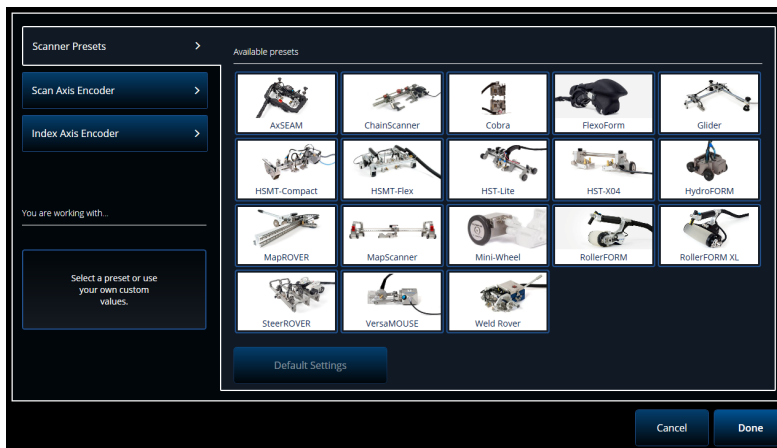 Scanner Presets
Scan Axis Encoder
Index Axis Encoder
You are working with...
Select a preset or use
your own custom
values.
Available presets
AxSEAM
ChainScanner
Cobra
FlexoForm
Glider
HSMT-Compact
HSMT-Flex
HST-Lite
HST-X04
HydroFORM
MapROVER
MapScanner
Mini-Wheel
RollerFORM
RollerFORM XL
SteerROVER
VersaMOUSE
Weld Rover
Default Settings
Cancel
Done